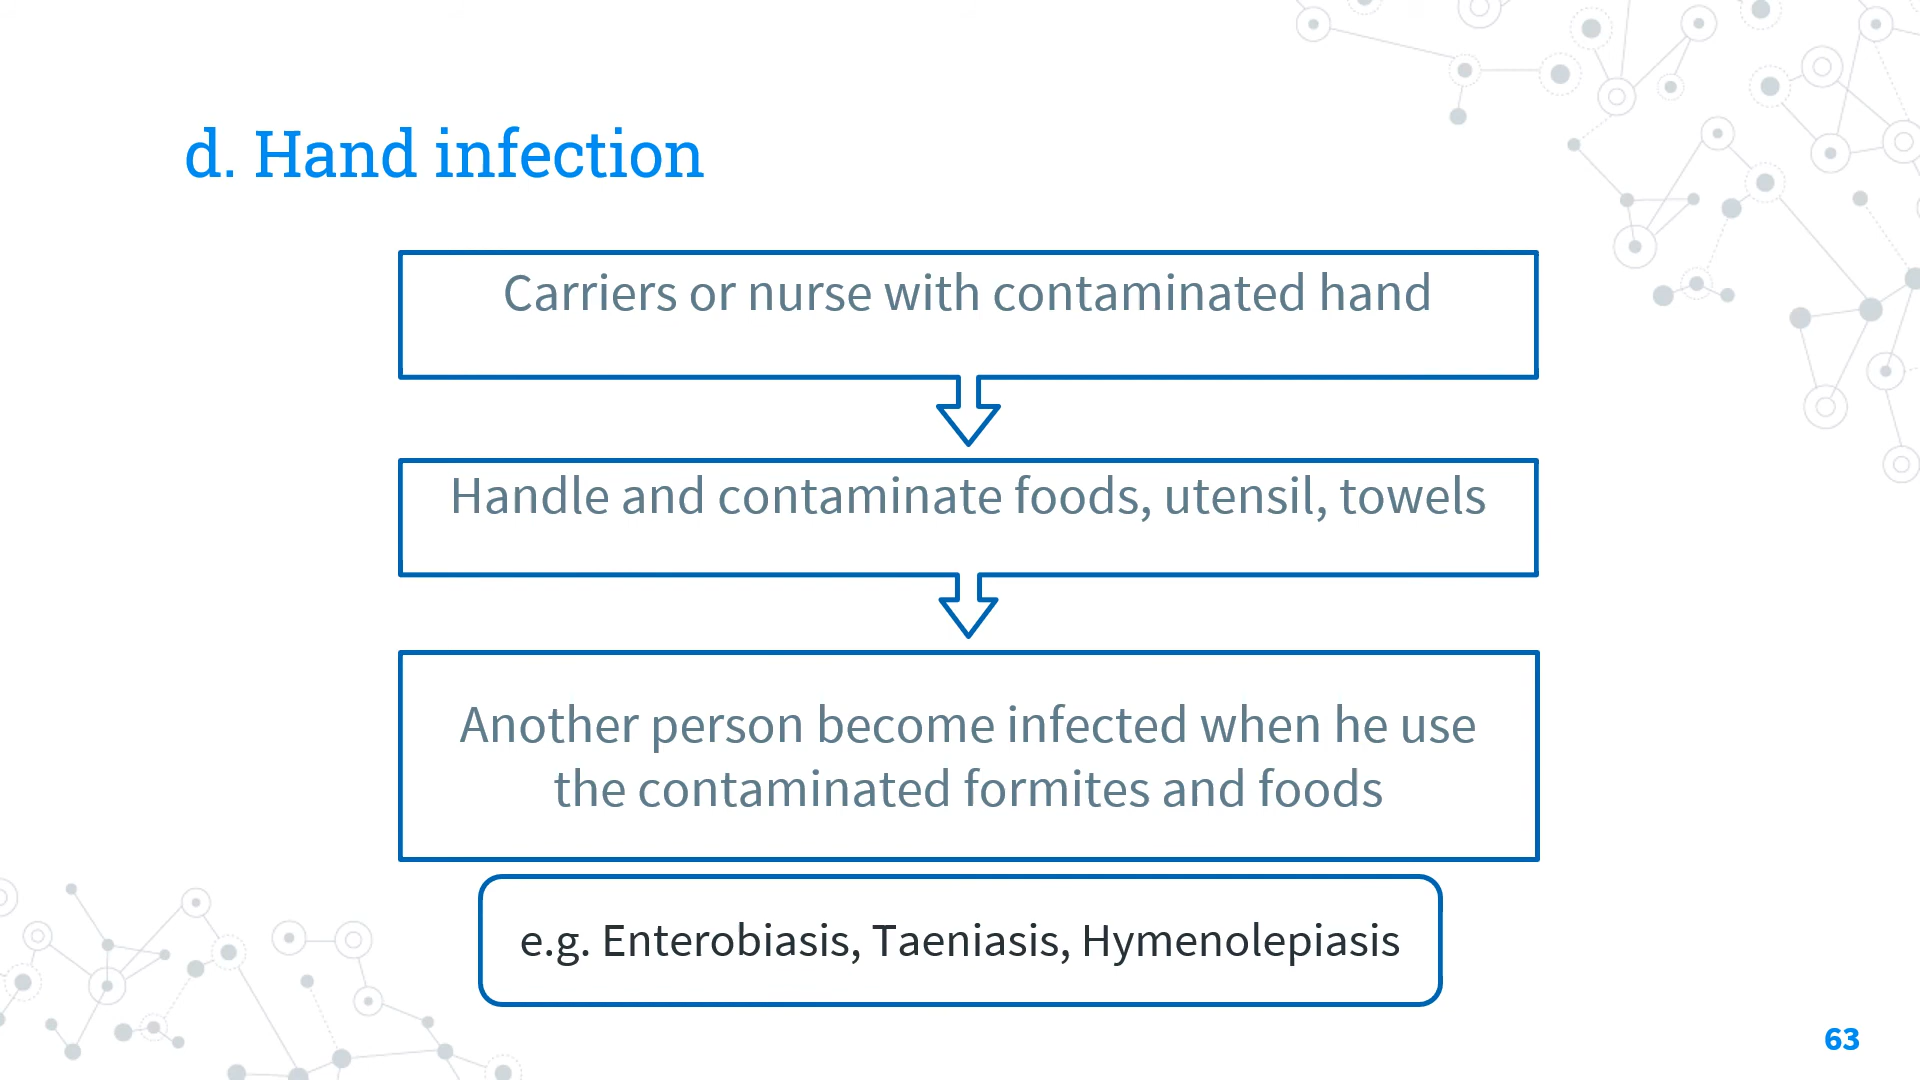 d. Hand infection
Carriers or nurse with contaminated hand
Handle and contaminate foods, utensil, towels
Another person become infected when he use
the contaminated formites and foods
e.g. Enterobiasis, Taeniasis, Hymenolepiasis
63